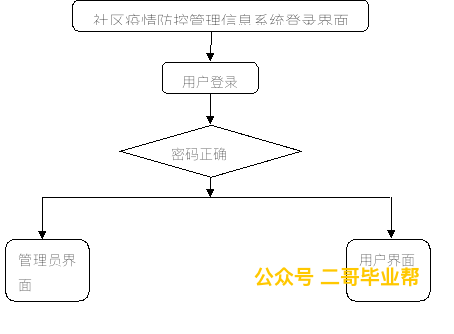 社区疫情防控管理信息系统登录界面
用户登录
密码正确
管理员界
面
用户界面
公众号 二哥毕业帮